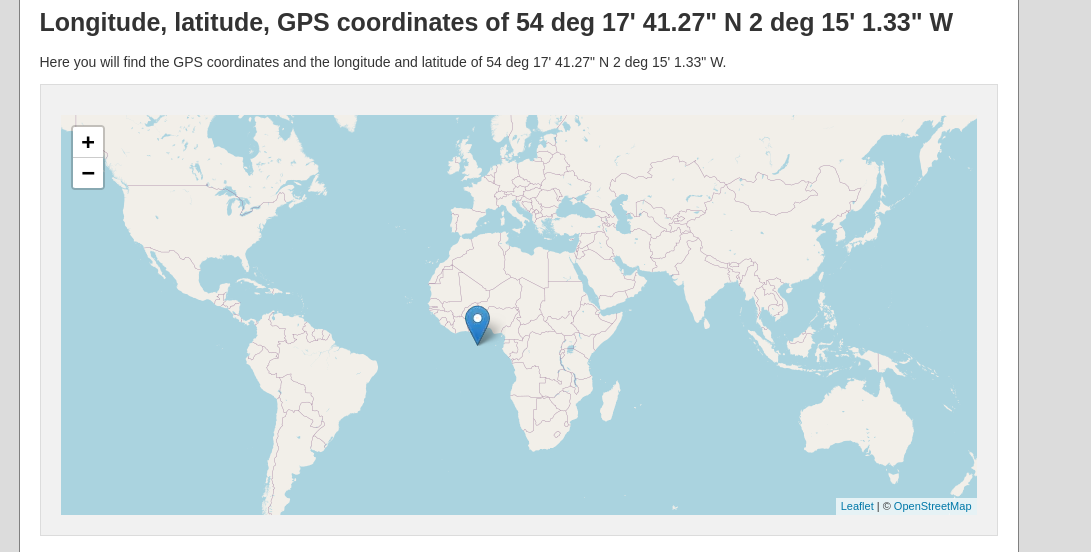 Longitude, latitude, GPS coordinates of 54 deg 17' 41.27" N 2 deg 15' 1.33" W
Here you will find the GPS coordinates and the longitude and latitude of 54 deg 17' 41.27" N 2 deg 15' 1.33" W.
+
−
Leaflet | © OpenStreetMap